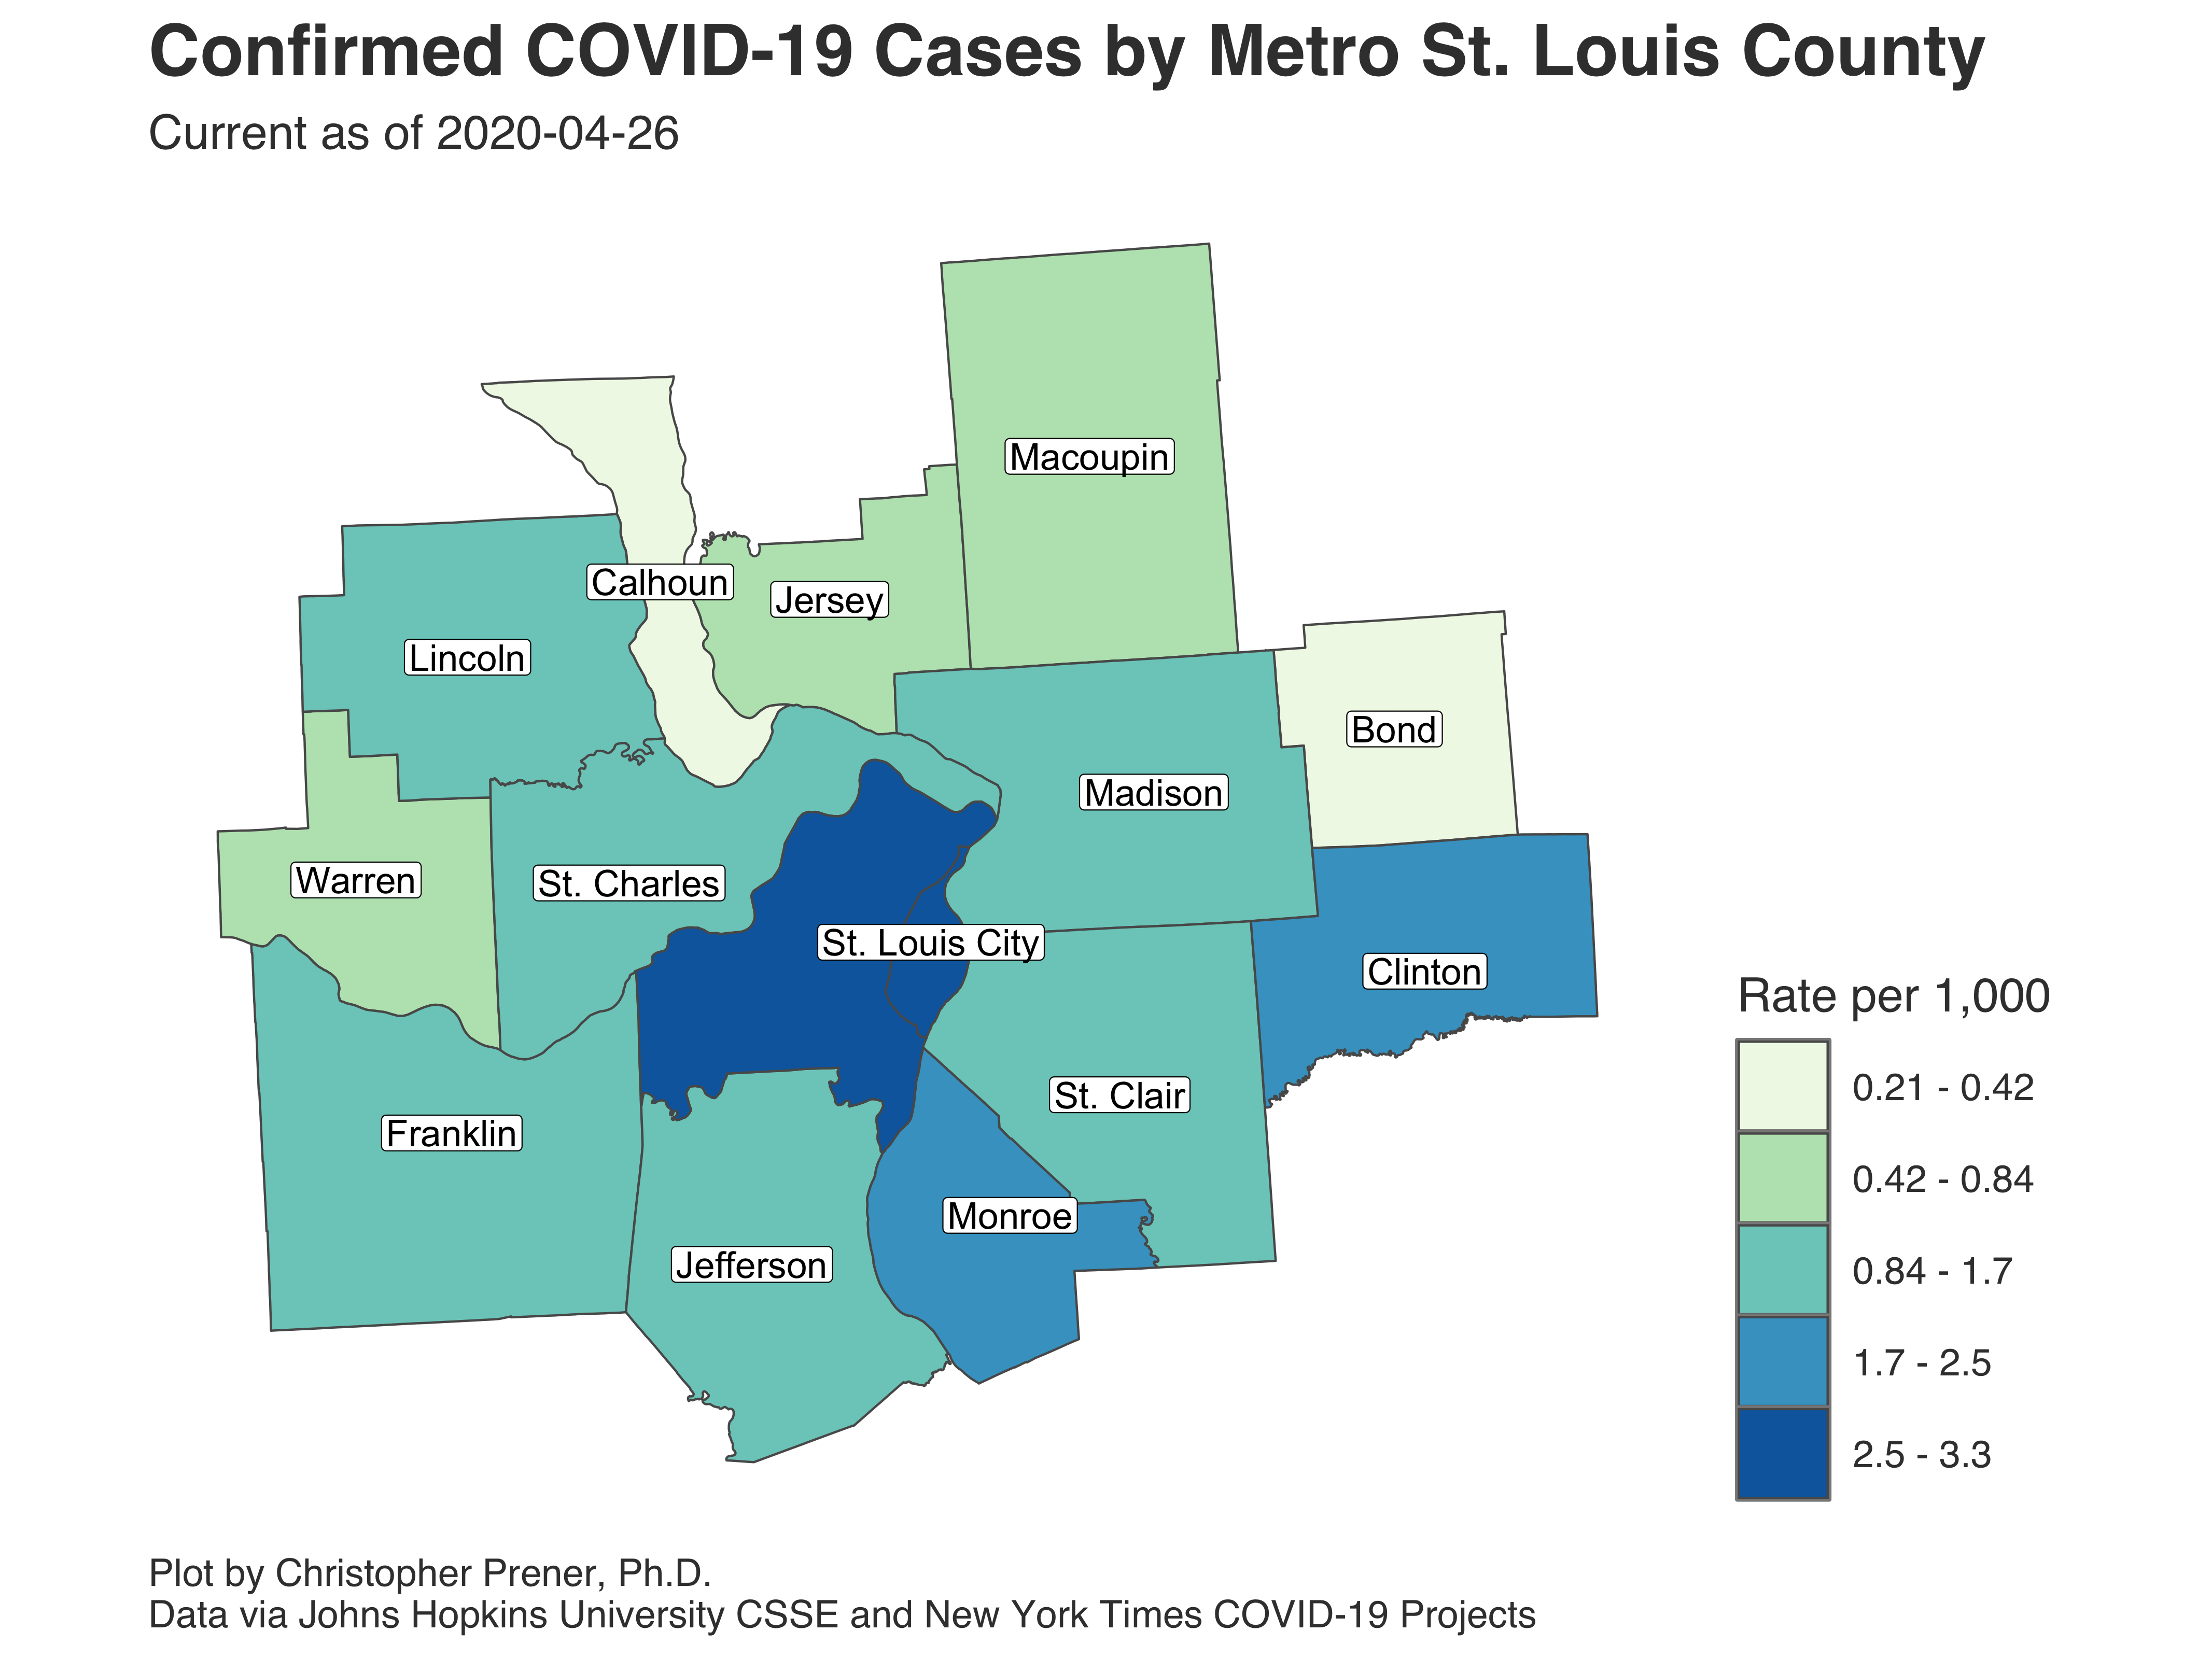 Confirmed COVID-19 Cases by Metro St. Louis County
Current as of 2020-04-26
Macoupin
Calhoun
Jersey
Lincoln
Bond
Madison
Warren
St. Charles
St. Louis City
Clinton
St. Clair
Franklin
Monroe
Jefferson
Rate per 1,000
0.21 - 0.42
0.42 - 0.84
0.84 - 1.7
1.7 - 2.5
2.5 - 3.3
Plot by Christopher Prener, Ph.D.
Data via Johns Hopkins University CSSE and New York Times COVID-19 Projects